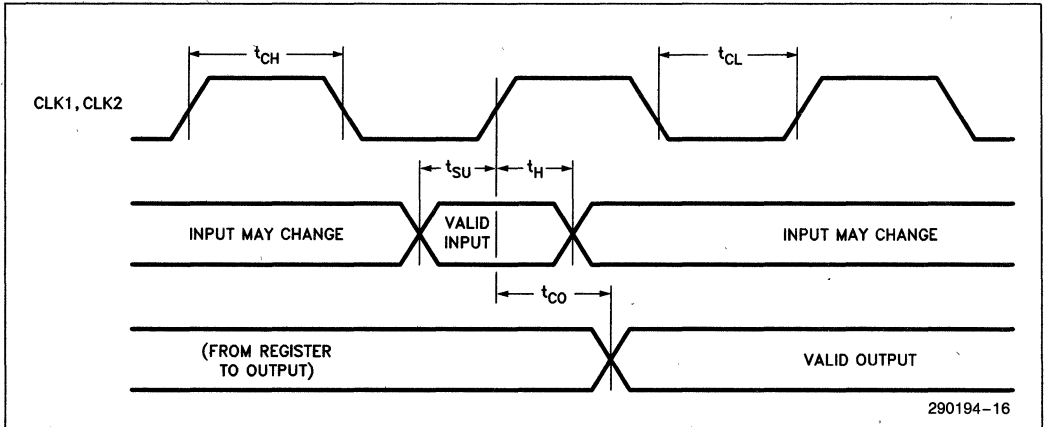 tCH
tCL
CLK1, CLK2
tSU
tH
INPUT MAY CHANGE
VALID
INPUT
INPUT MAY CHANGE
tCO
(FROM REGISTER
TO OUTPUT)
VALID OUTPUT
290194-16